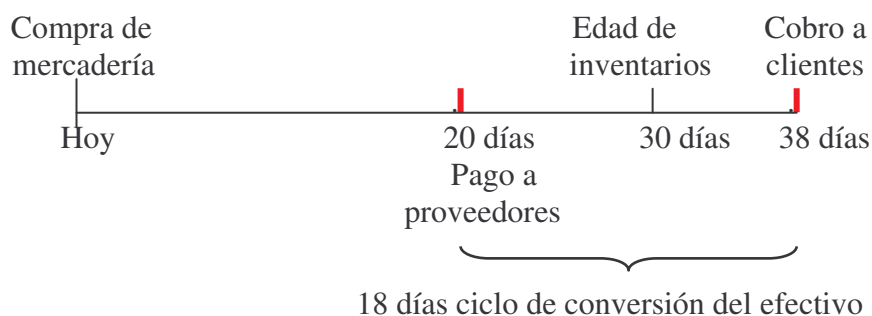 Compra de
mercadería
Edad de
inventarios
Cobro a
clientes
Hoy
20 días
30 días
38 días
Pago a
proveedores
18 días ciclo de conversión del efectivo